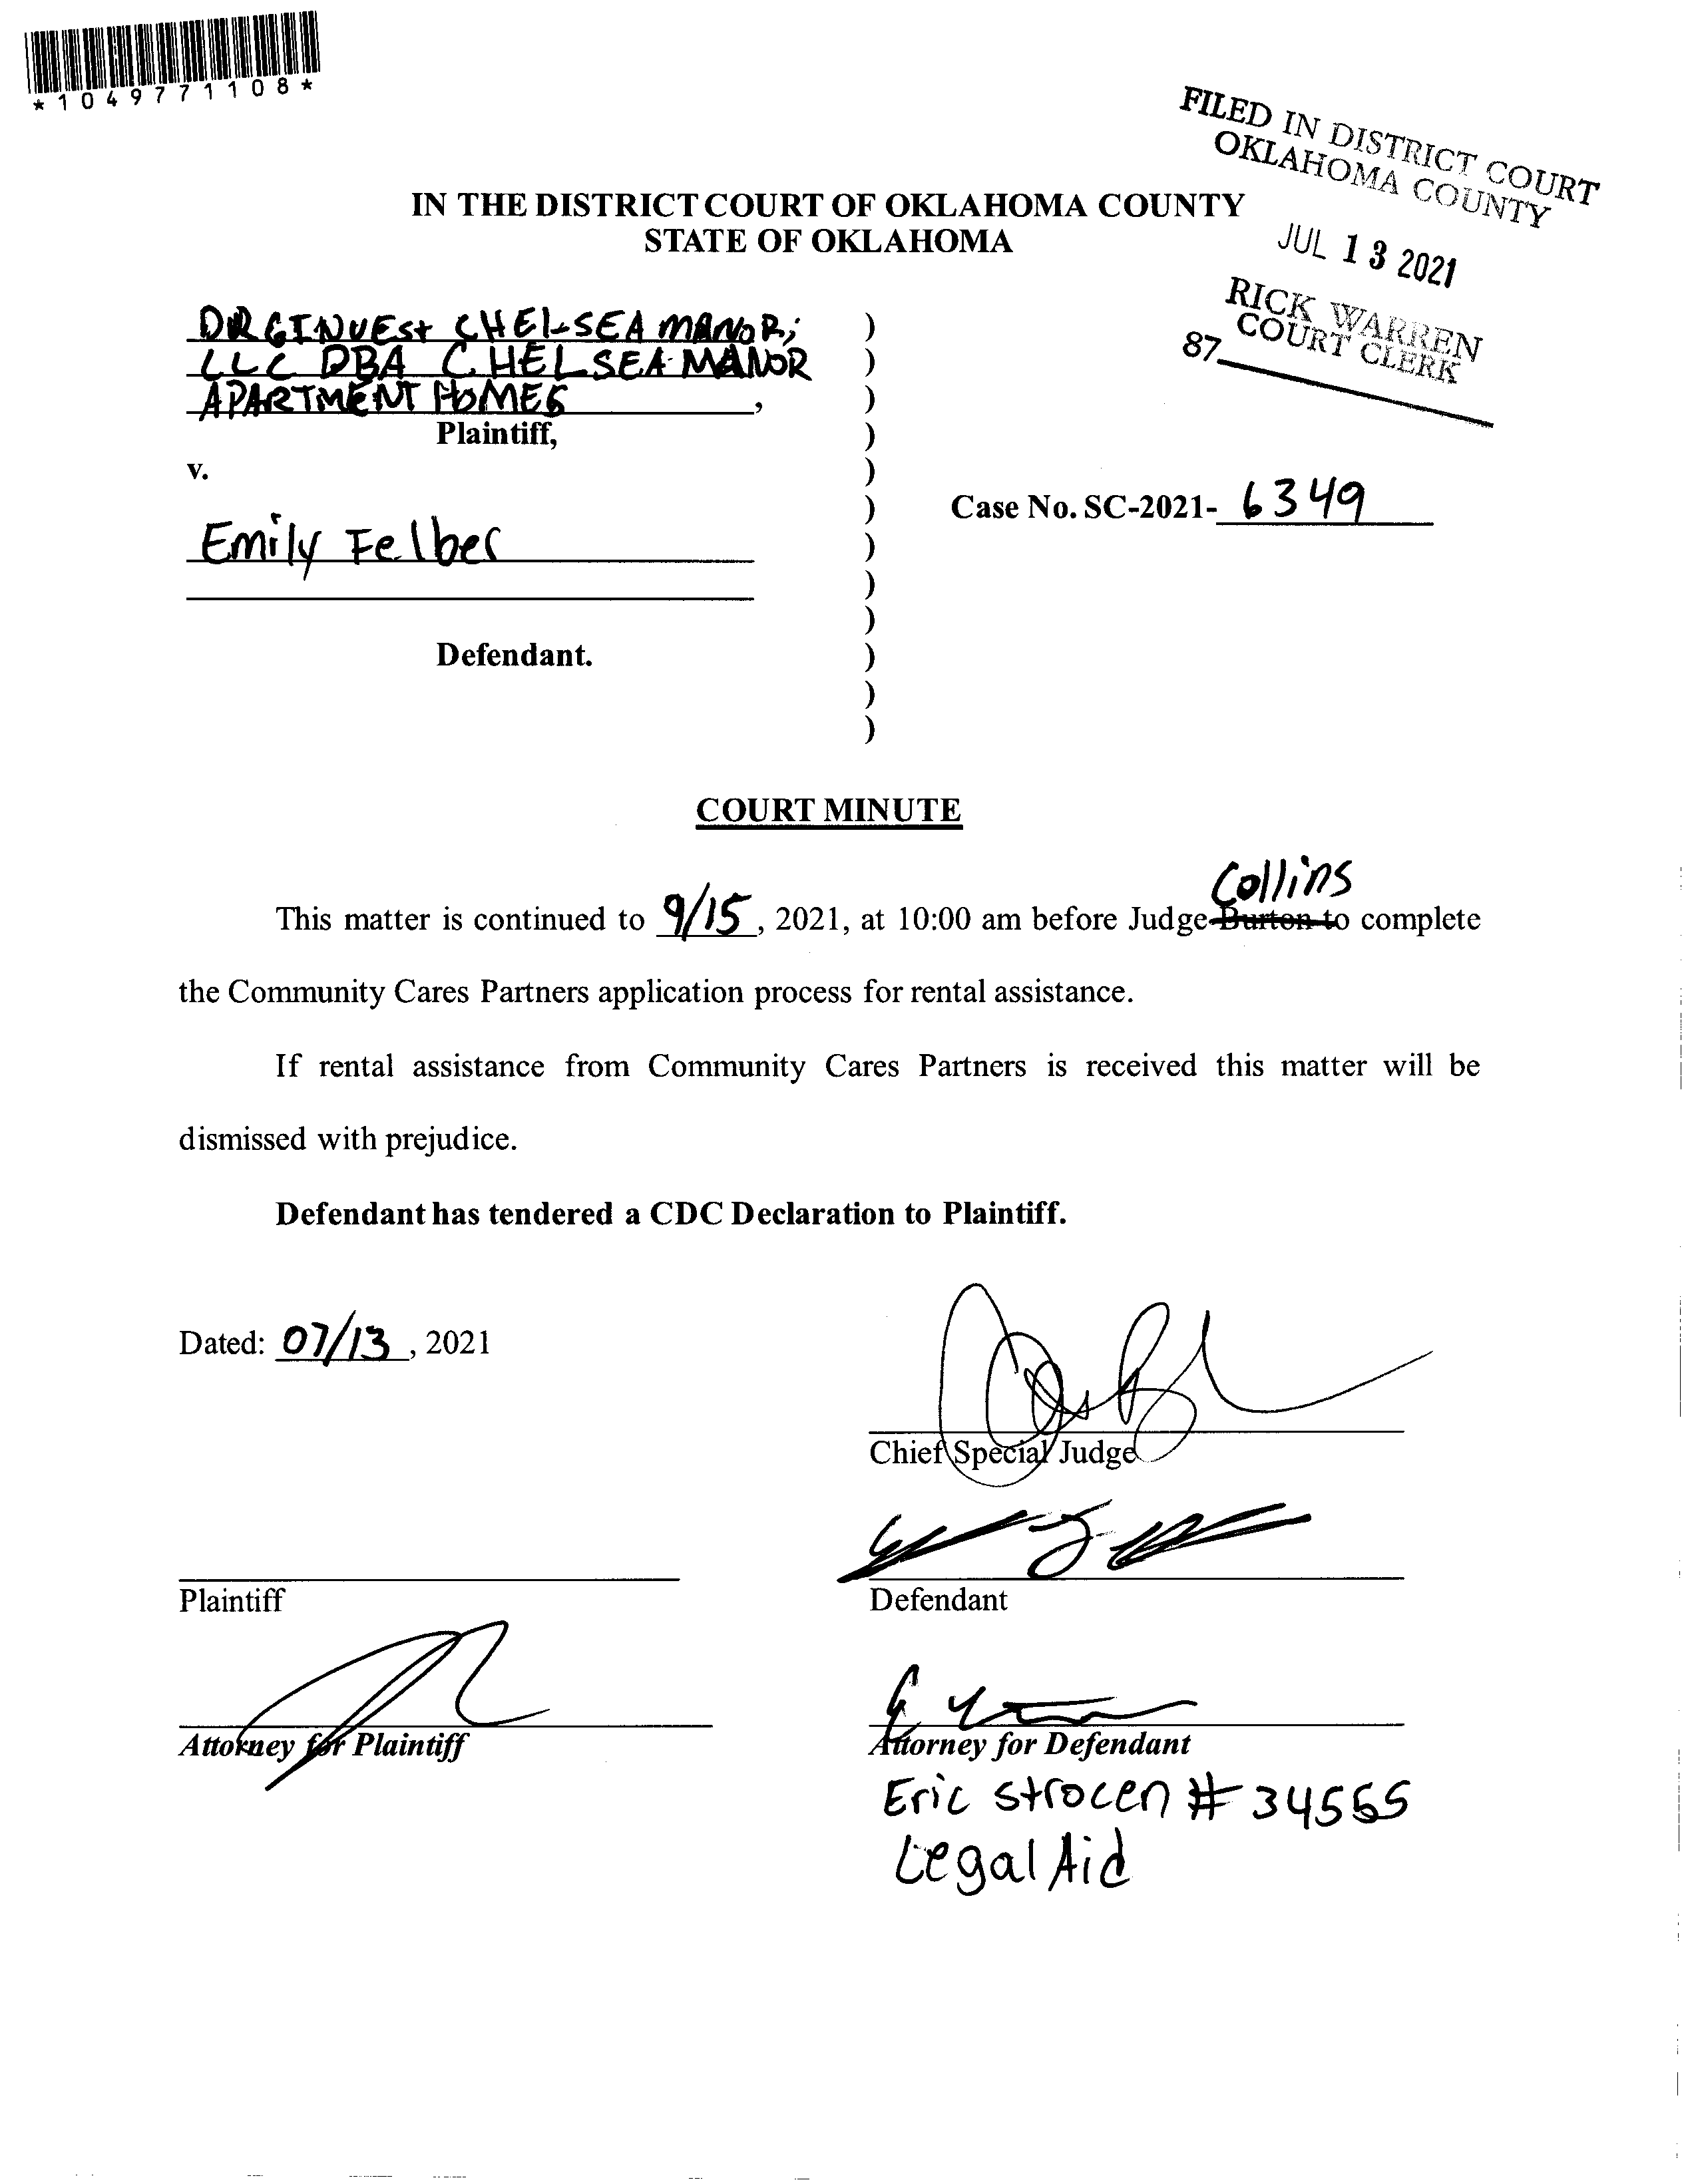 *1049771108*
FILED IN DISTRICT COURT
OKLAHOMA COUNTY
JUL 13 2021
RICK WARREN
COURT CLERK
87
IN THE DISTRICT COURT OF OKLAHOMA COUNTY
STATE OF OKLAHOMA
DRGINVEst CHELSEA MANOR,
LLC DBA CHELSEA MANOR
APARTMENT HOMES ,
Plaintiff,
v.
Case No. SC-2021- 6349
Emily Felber
Defendant.
)
)
)
)
)
)
)
)
)
)
)
)
COURT MINUTE
Collins
This matter is continued to 9/15, 2021, at 10:00 am before Judge Burton to complete
the Community Cares Partners application process for rental assistance.
If rental assistance from Community Cares Partners is received this matter will be
dismissed with prejudice.
Defendant has tendered a CDC Declaration to Plaintiff.
Dated: 07/13, 2021
Chief Special Judge
Plaintiff
Defendant
Attorney for Plaintiff
Attorney for Defendant
Eric Strocen #34555
Legal Aid